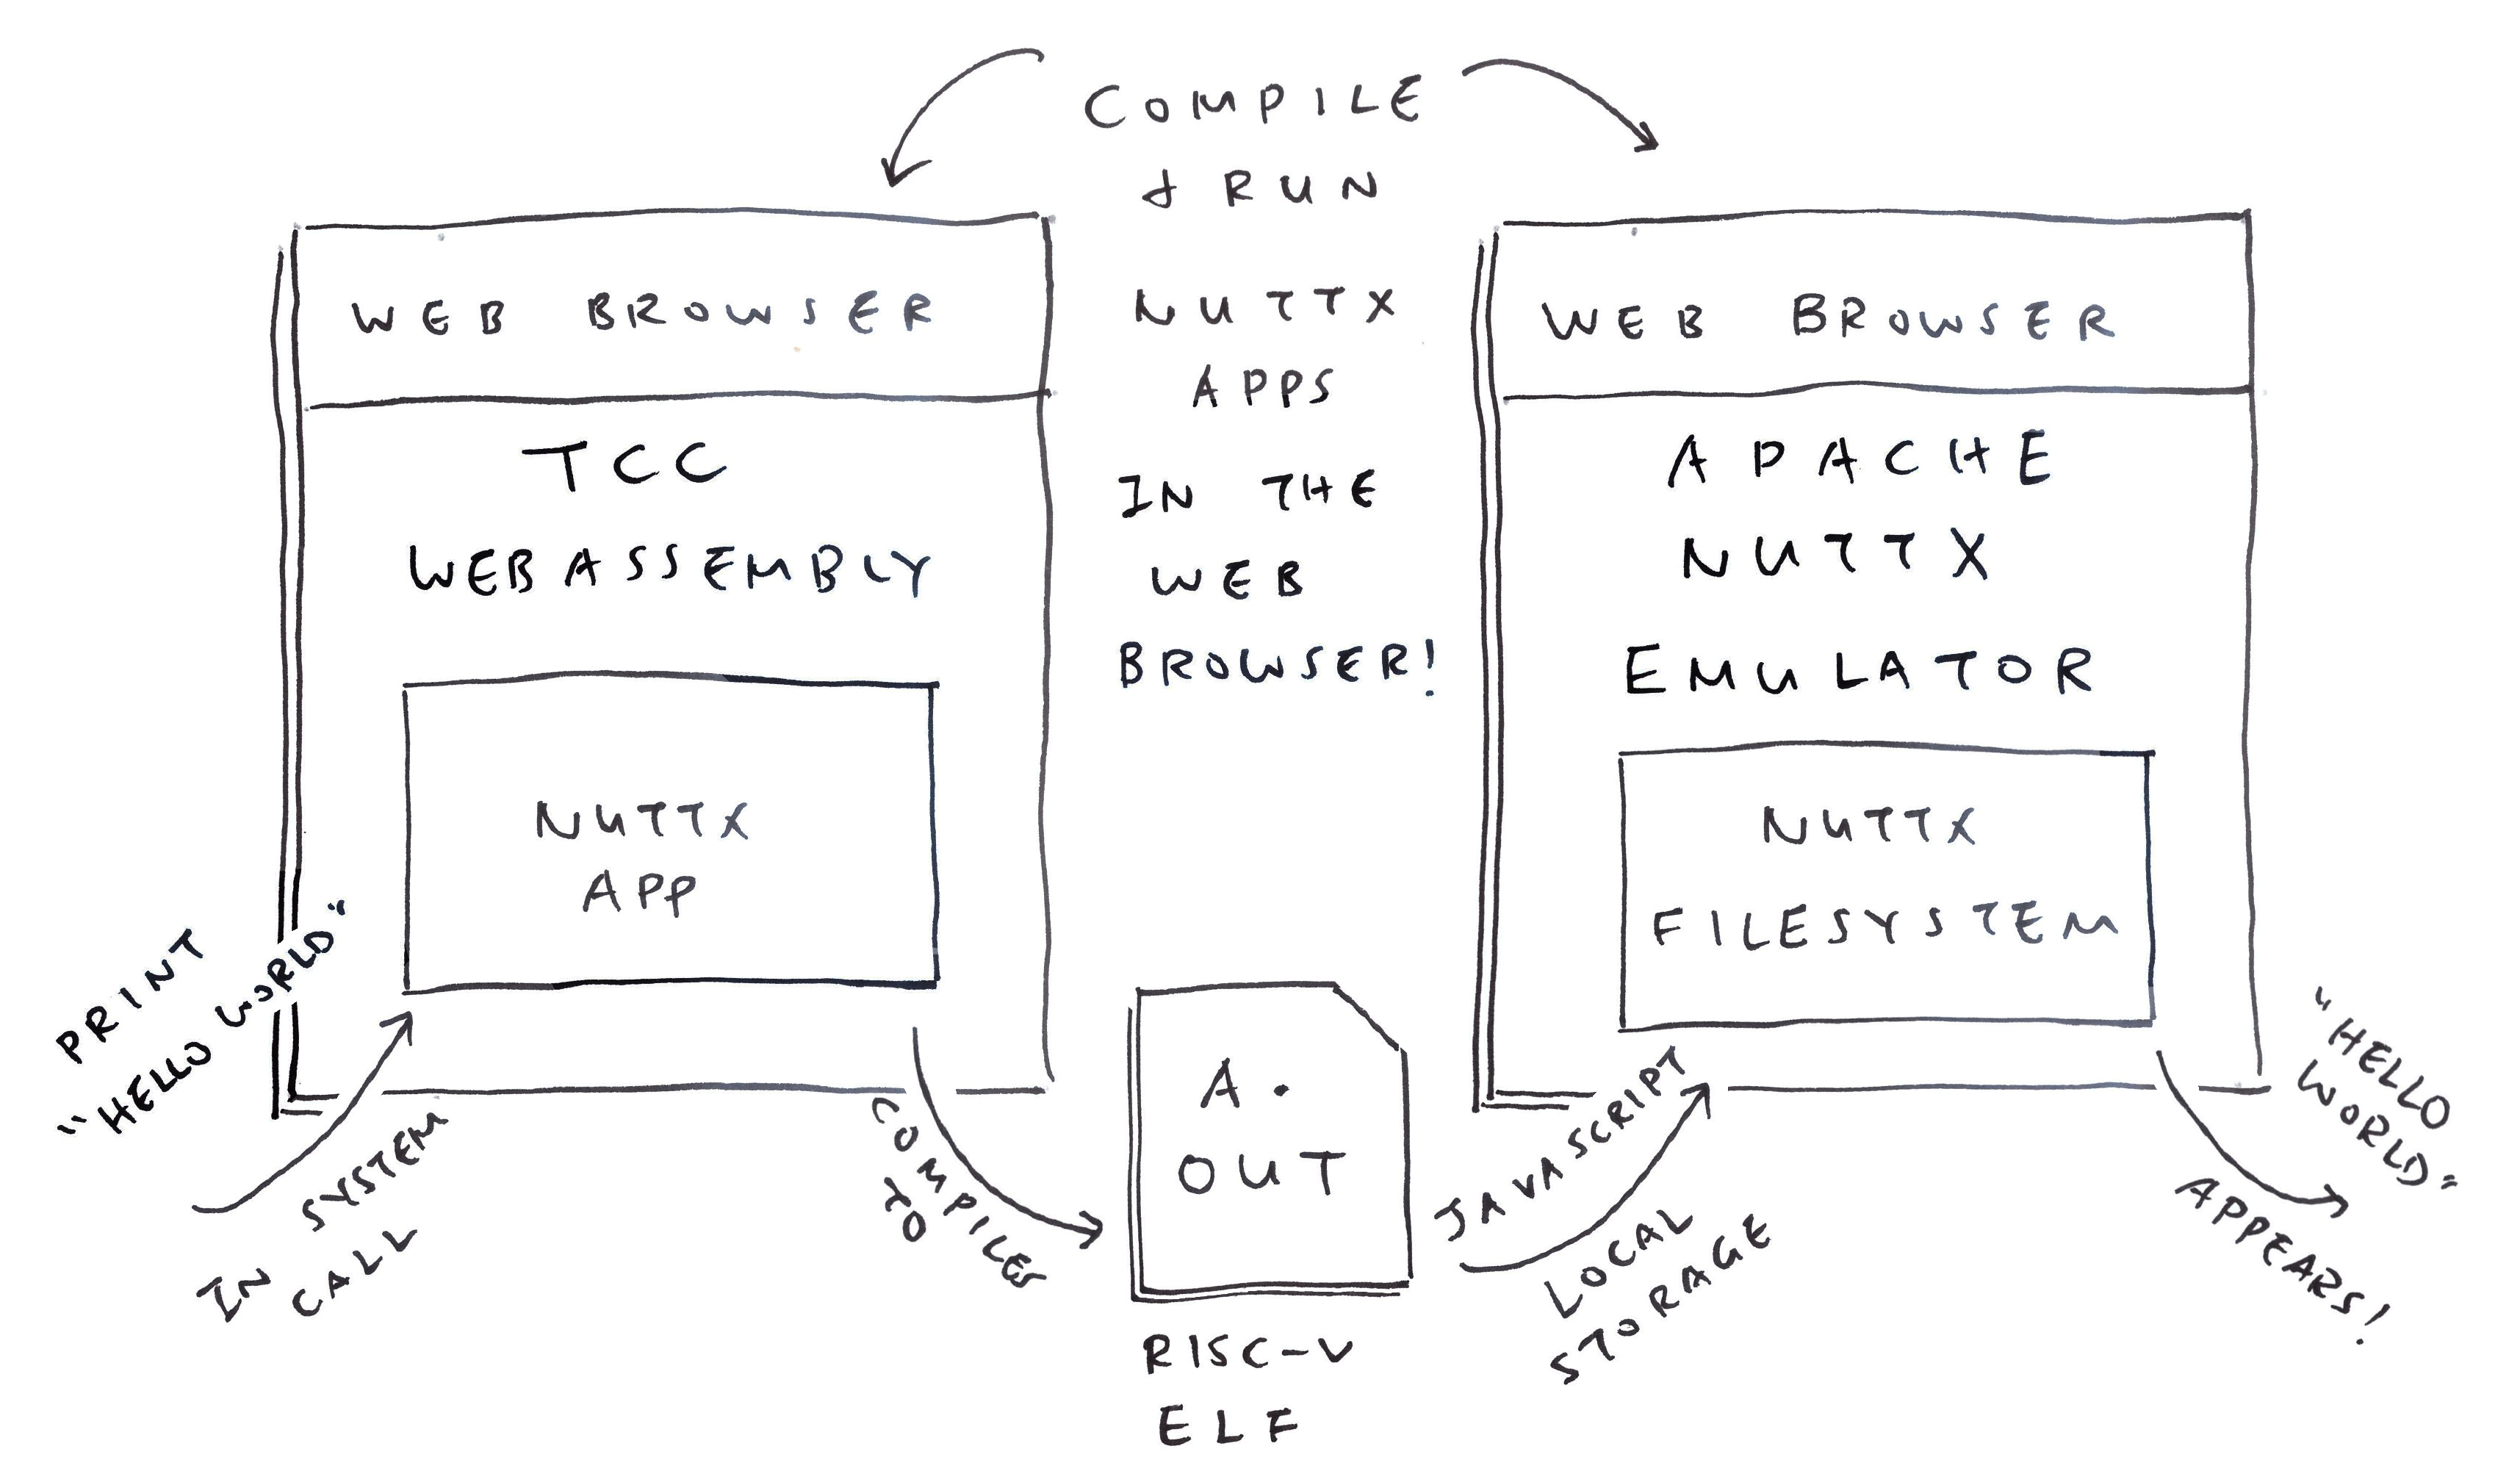 COMPILE
& RUN
NUTTX
APPS
IN THE
WEB
BROWSER!
WEB BROWSER
TCC
WEBASSEMBLY
NUTTX
APP
PRINT
"HELLO WORLD"
IN SYSTEM
CALL
COMPILES
TO
A.
OUT
RISC-V
ELF
WEB BROWSER
APACHE
NUTTX
EMULATOR
NUTTX
FILESYSTEM
JAVASCRIPT
LOCAL
STORAGE
"HELLO
WORLD"
APPEARS!